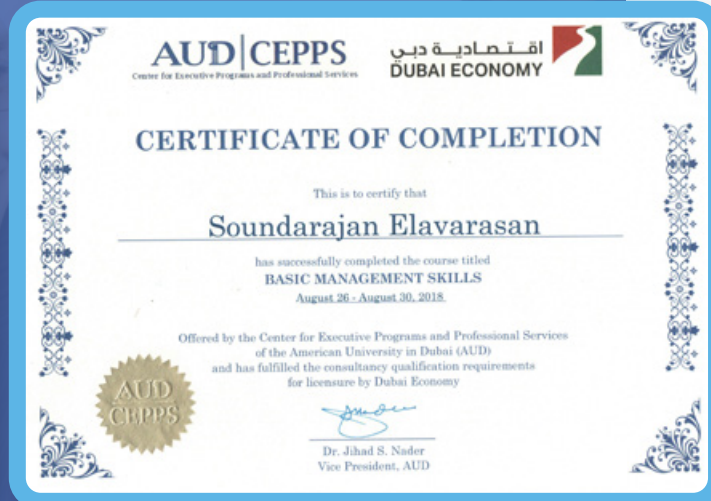 AUD|CEPPS
Center for Executive Programs and Professional Services
اقـتـصـاديـة دبـي
DUBAI ECONOMY
CERTIFICATE OF COMPLETION
This is to certify that
Soundarajan Elavarasan
has successfully completed the course titled
BASIC MANAGEMENT SKILLS
August 26 - August 30, 2018
Offered by the Center for Executive Programs and Professional Services
of the American University in Dubai (AUD)
and has fulfilled the consultancy qualification requirements
for licensure by Dubai Economy
AUD
CEPPS
Dr. Jihad S. Nader
Vice President, AUD